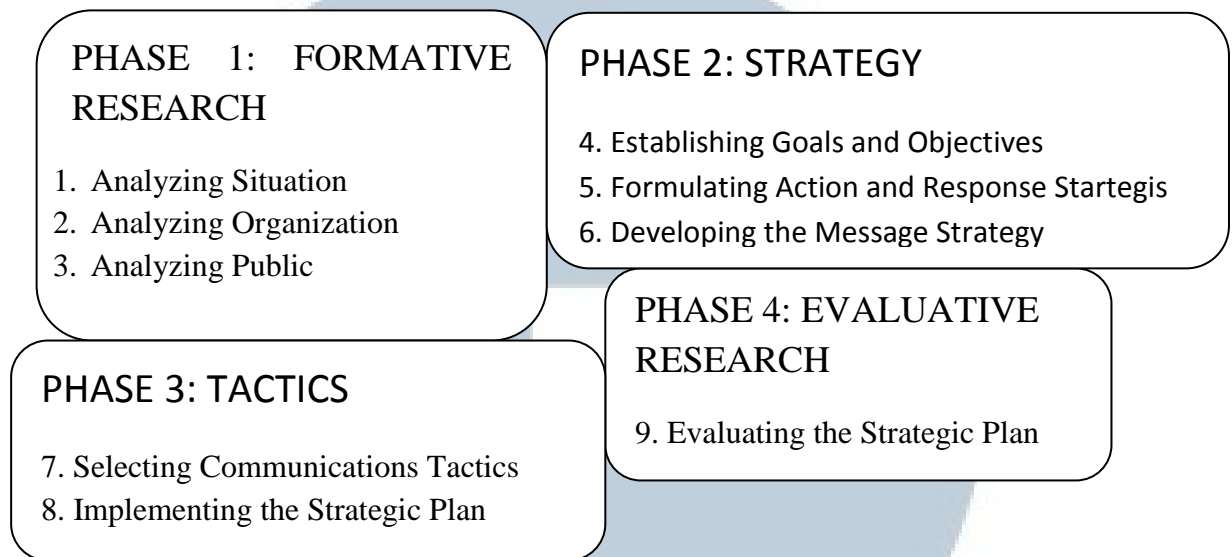 PHASE 1: FORMATIVE
RESEARCH
1. Analyzing Situation
2. Analyzing Organization
3. Analyzing Public
PHASE 2: STRATEGY
4. Establishing Goals and Objectives
5. Formulating Action and Response Startegis
6. Developing the Message Strategy
PHASE 3: TACTICS
7. Selecting Communications Tactics
8. Implementing the Strategic Plan
PHASE 4: EVALUATIVE
RESEARCH
9. Evaluating the Strategic Plan